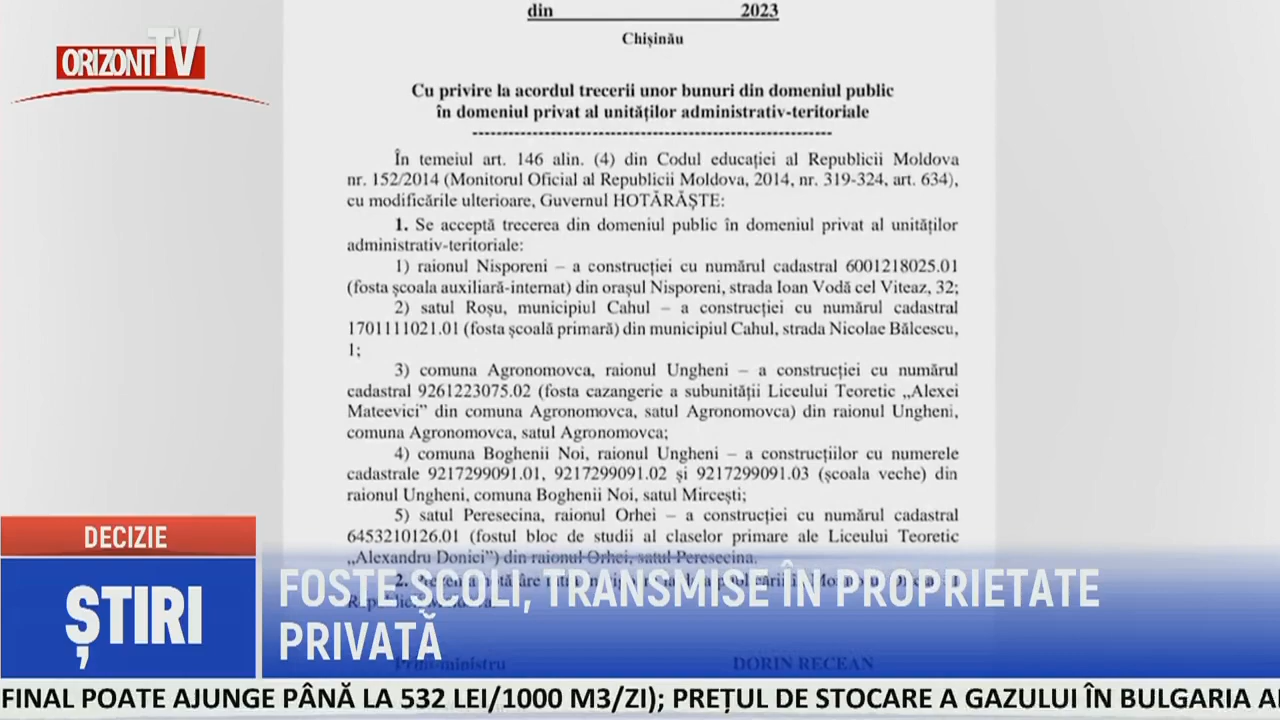 din 2023
Chișinău
ORIZONT TV
Cu privire la acordul trecerii unor bunuri din domeniul public
în domeniul privat al unităților administrativ-teritoriale
În temeiul art. 146 alin. (4) din Codul educației al Republicii Moldova
nr. 152/2014 (Monitorul Oficial al Republicii Moldova, 2014, nr. 319-324, art. 634),
cu modificările ulterioare, Guvernul HOTĂRĂȘTE:
1. Se acceptă trecerea din domeniul public în domeniul privat al unităților
administrativ-teritoriale:
1) raionul Nisporeni – a construcției cu numărul cadastral 6001218025.01
(fosta școala auxiliară-internat) din orașul Nisporeni, strada Ioan Vodă cel Viteaz, 32;
2) satul Roșu, municipiul Cahul – a construcției cu numărul cadastral
1701111021.01 (fosta școală primară) din municipiul Cahul, strada Nicolae Bălcescu,
1;
3) comuna Agronomovca, raionul Ungheni – a construcției cu numărul
cadastral 9261223075.02 (fosta cazangerie a subunității Liceului Teoretic „Alexei
Mateevici” din comuna Agronomovca, satul Agronomovca) din raionul Ungheni,
comuna Agronomovca, satul Agronomovca;
4) comuna Boghenii Noi, raionul Ungheni – a construcțiilor cu numerele
cadastrale 9217299091.01, 9217299091.02 și 9217299091.03 (școala veche) din
raionul Ungheni, comuna Boghenii Noi, satul Mircești;
5) satul Peresecina, raionul Orhei – a construcției cu numărul cadastral
6453210126.01 (fostul bloc de studii al claselor primare ale Liceului Teoretic
„Alexandru Donici”) din raionul Orhei, satul Peresecina.
2.
Prim-ministru DORIN RECEAN
DECIZIE
ȘTIRI
FOSTE ȘCOLI, TRANSMISE ÎN PROPRIETATE
PRIVATĂ
FINAL POATE AJUNGE PÂNĂ LA 532 LEI/1000 M3/ZI); PREȚUL DE STOCARE A GAZULUI ÎN BULGARIA